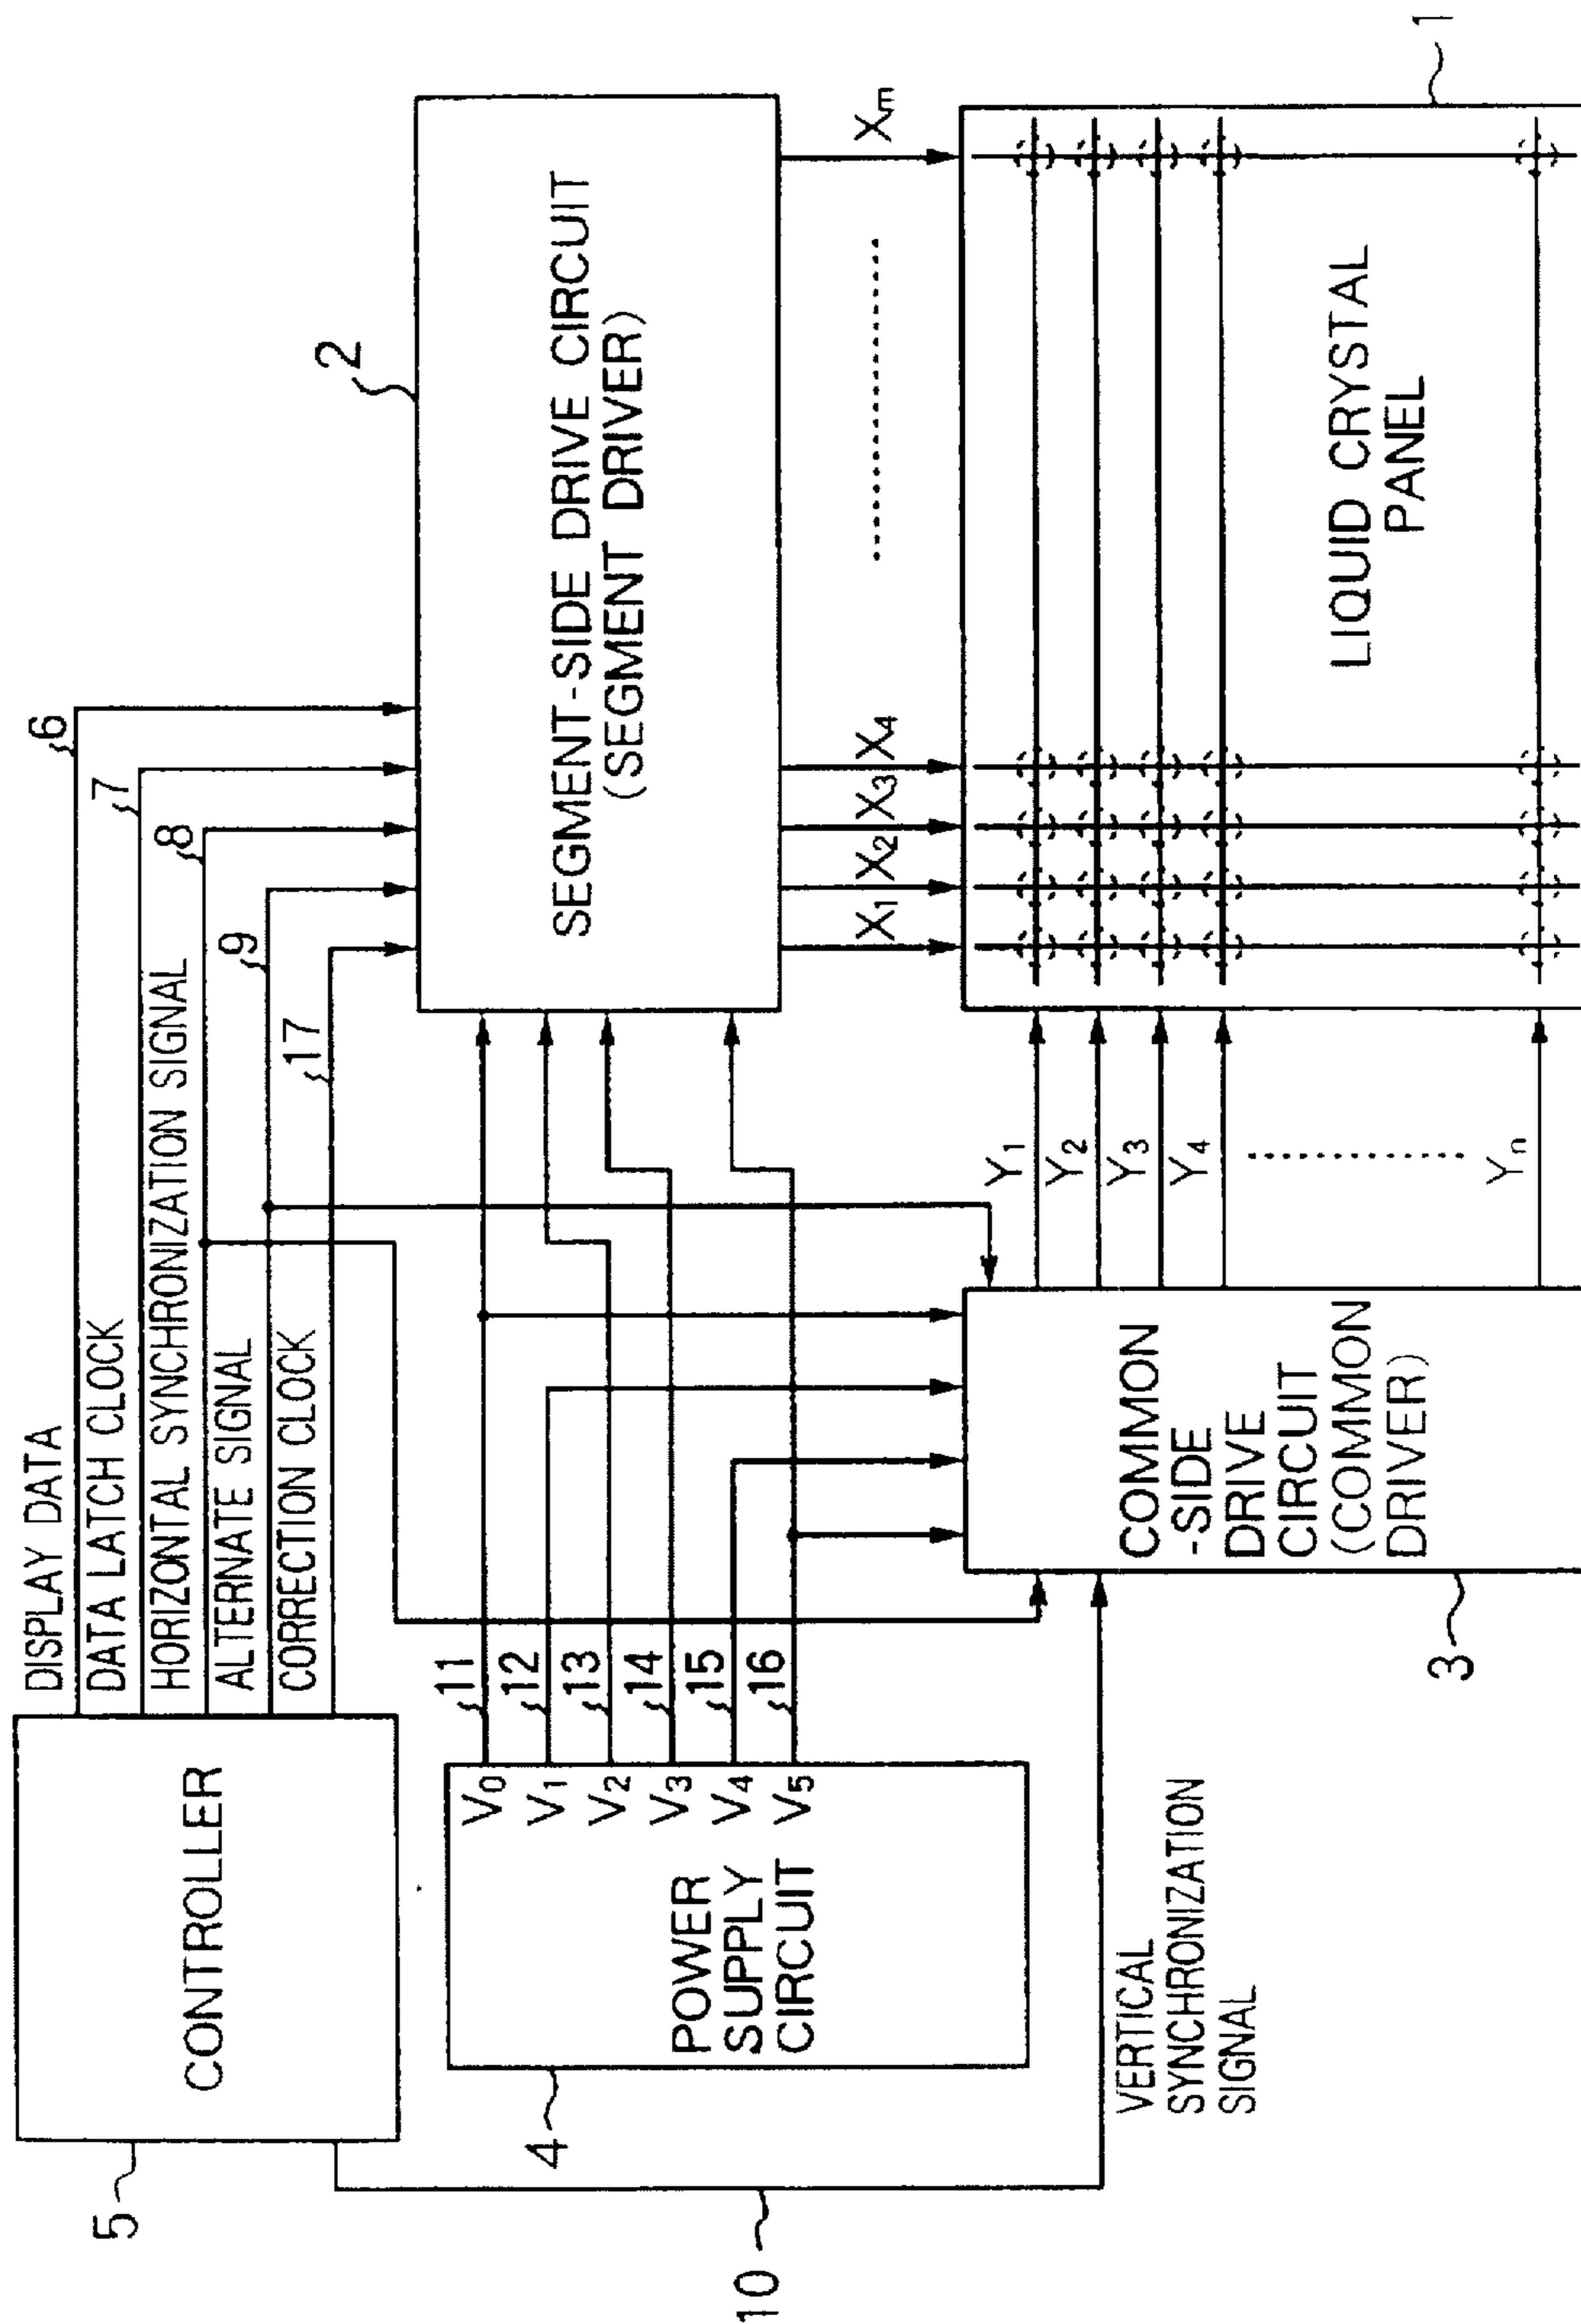 DISPLAY DATA
6
DATA LATCH CLOCK
7
HORIZONTAL SYNCHRONIZATION SIGNAL
8
ALTERNATE SIGNAL
9
CORRECTION CLOCK
17
5
CONTROLLER
2
SEGMENT-SIDE DRIVE CIRCUIT
(SEGMENT DRIVER)
4
POWER
SUPPLY
CIRCUIT
V0
V1
V2
V3
V4
V5
11
12
13
14
15
16
X1
X2
X3
X4
Xm
10
VERTICAL
SYNCHRONIZATION
SIGNAL
COMMON
-SIDE
DRIVE
CIRCUIT
(COMMON
DRIVER)
3
Y1
Y2
Y3
Y4
Yn
LIQUID CRYSTAL
PANEL
1